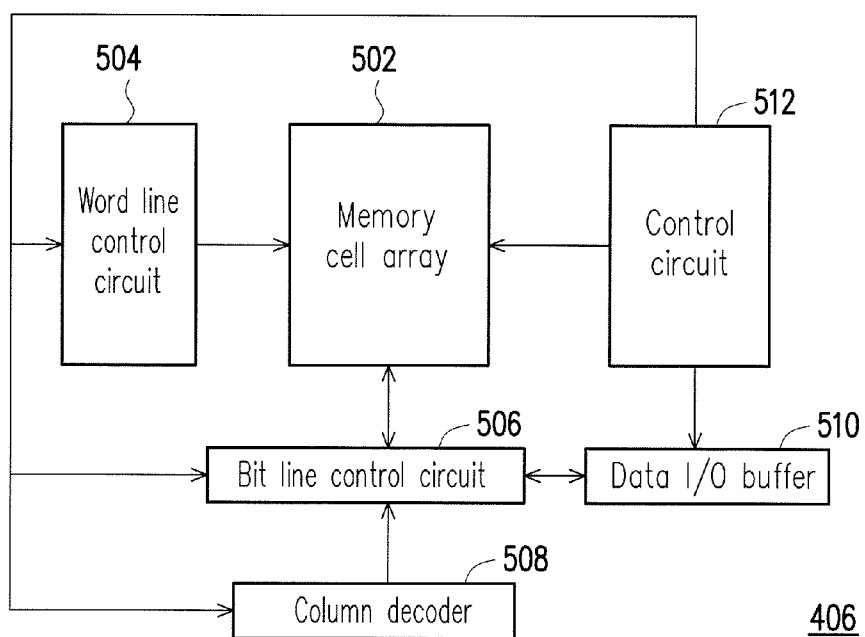 504
502
512
Word line
control
circuit
Memory
cell array
Control
circuit
506
510
Bit line control circuit
Data I/O buffer
508
Column decoder
406